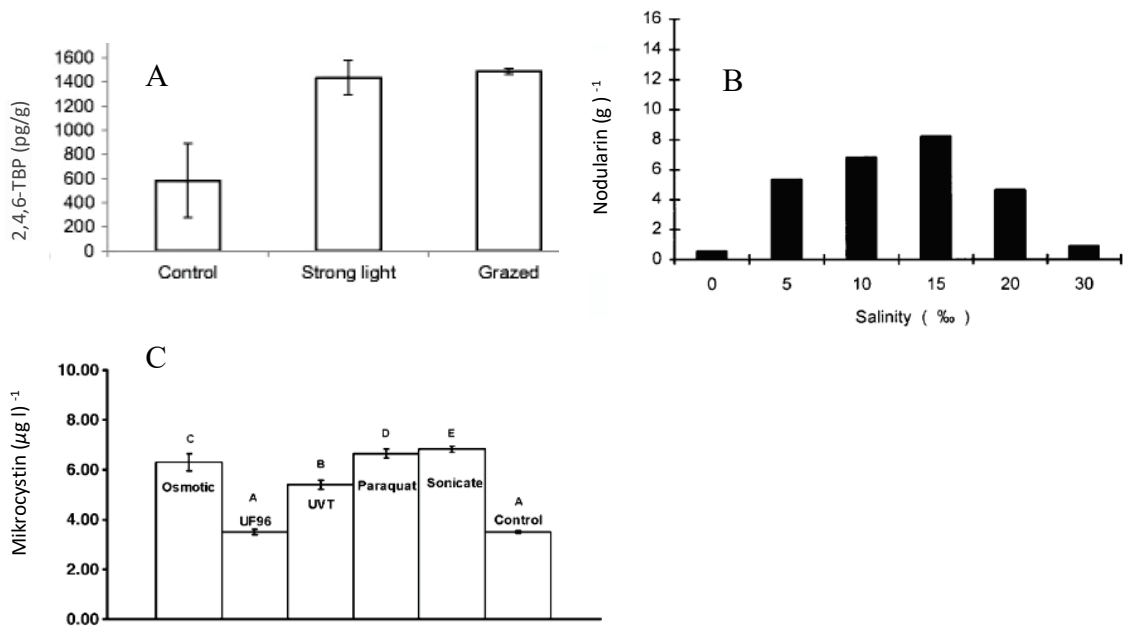 A
2,4,6-TBP (pg/g)
1600
1400
1200
1000
800
600
400
200
0
Control Strong light Grazed
B
Nodularin (g ) -1
16
14
12
10
8
6
4
2
0
0 5 10 15 20 30
Salinity ( ‰ )
C
Mikrocystin (µg l) -1
10.00
8.00
6.00
4.00
2.00
0.00
C
Osmotic
A
UF96
B
UVT
D
Paraquat
E
Sonicate
A
Control